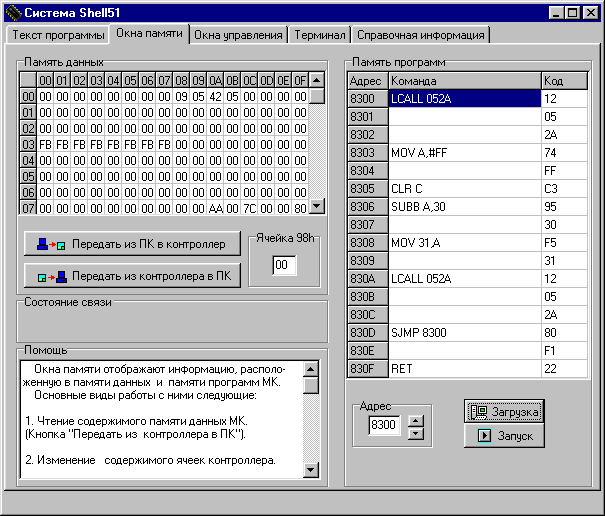 Система Shell51
Текст программы Окна памяти Окна управления Терминал Справочная информация
Память данных
00 01 02 03 04 05 06 07 08 09 0A 0B 0C 0D 0E 0F
00 00 00 00 00 00 00 00 00 09 05 42 05 00 00 00 00
01 00 00 00 00 00 00 00 00 00 00 00 00 00 00 00 00
02 00 00 00 00 00 00 00 00 00 00 00 00 00 00 00 00
03 FB FB FB FB FB FB FB FB 00 00 00 00 00 00 00 00
04 00 00 00 00 00 00 00 00 00 00 00 00 00 00 00 00
05 00 00 00 00 00 00 00 00 00 00 00 00 00 00 00 00
06 00 00 00 00 00 00 00 00 00 00 00 00 00 00 00 00
07 00 00 00 00 00 00 00 00 00 00 AA 00 7C 00 00 80
Передать из ПК в контроллер
Передать из контроллера в ПК
Ячейка 98h
00
Состояние связи
Помощь
Окна памяти отображают информацию, располо-
женную в памяти данных и памяти программ МК.
Основные виды работы с ними следующие:
1. Чтение содержимого памяти данных МК.
(Кнопка "Передать из контроллера в ПК").
2. Изменение содержимого ячеек контроллера.
Память программ
Адрес Команда Код
8300 LCALL 052A 12
8301 05
8302 2A
8303 MOV A,#FF 74
8304 FF
8305 CLR C C3
8306 SUBB A,30 95
8307 30
8308 MOV 31,A F5
8309 31
830A LCALL 052A 12
830B 05
830C 2A
830D SJMP 8300 80
830E F1
830F RET 22
Адрес
8300
Загрузка
Запуск